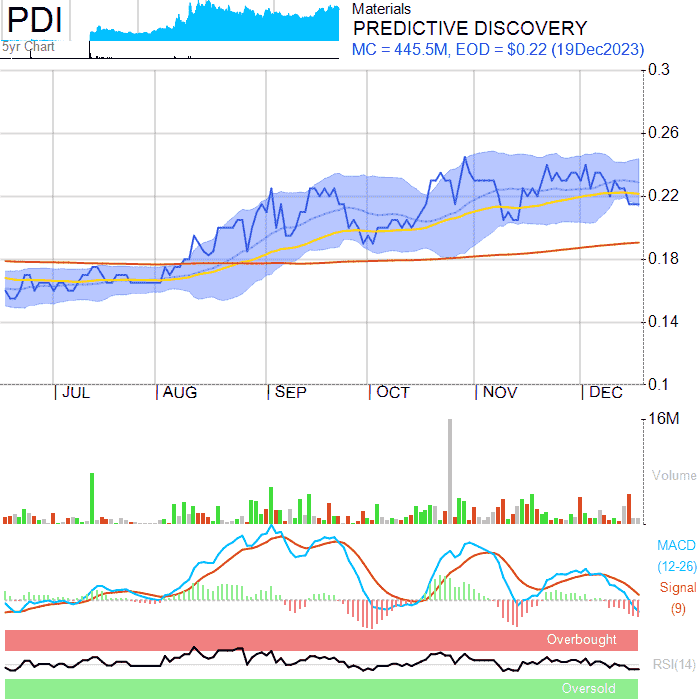 PDI
5yr Chart
Materials
PREDICTIVE DISCOVERY
MC = 445.5M, EOD = $0.22 (19Dec2023)
0.3
0.26
0.22
0.18
0.14
0.1
JUL AUG SEP OCT NOV DEC
16M
Volume
MACD
(12-26)
Signal
(9)
Overbought
RSI(14)
Oversold